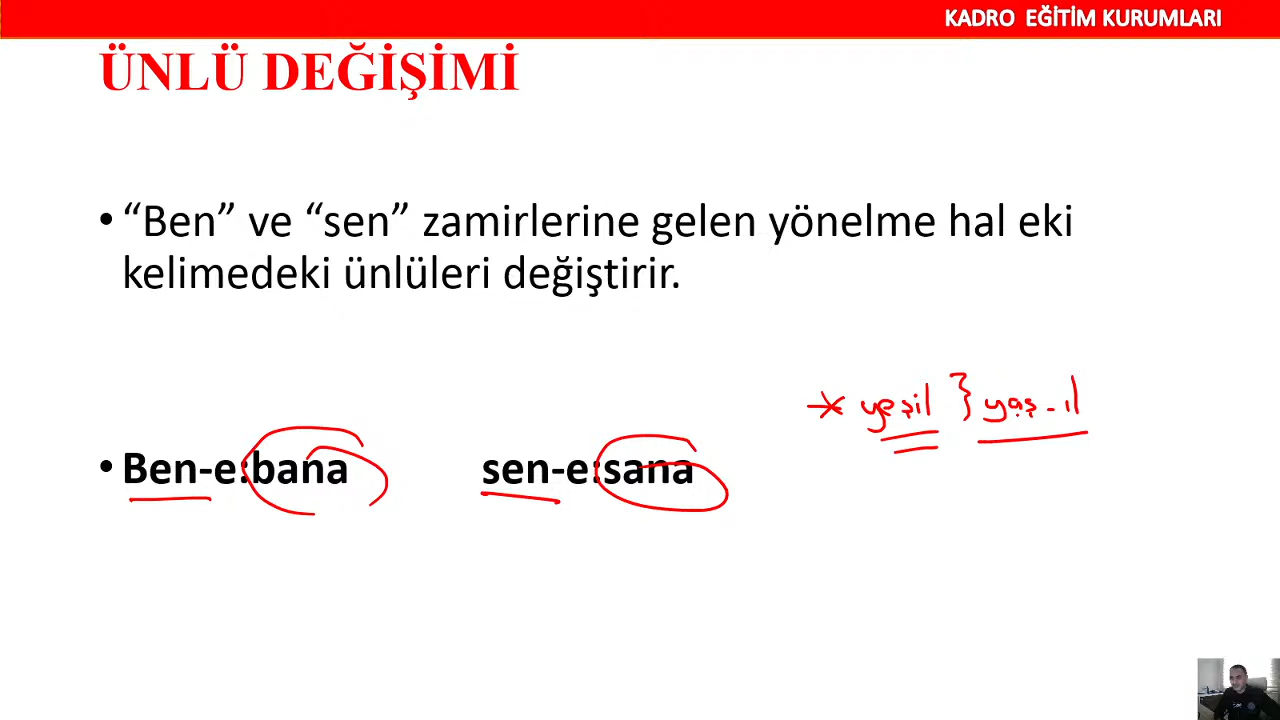 KADRO EĞİTİM KURUMLARI
ÜNLÜ DEĞİŞİMİ
• “Ben” ve “sen” zamirlerine gelen yönelme hal eki
kelimedeki ünlüleri değiştirir.
* yeşil } yaş-ıl
• Ben-e:bana sen-e:sana